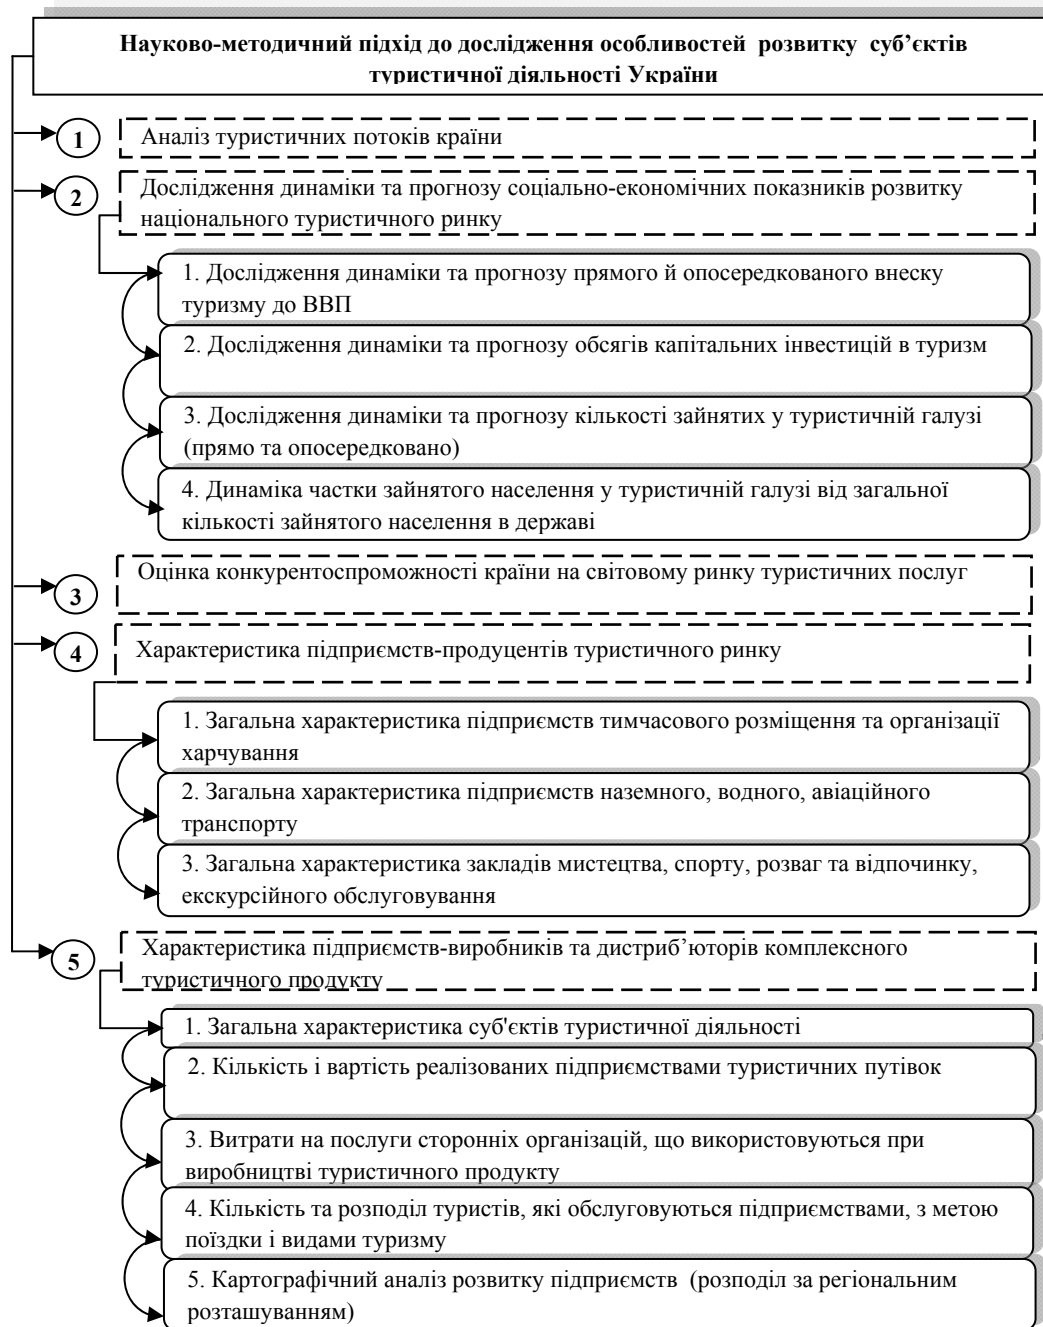 Науково-методичний підхід до дослідження особливостей розвитку суб’єктів
туристичної діяльності України
1
Аналіз туристичних потоків країни
2
Дослідження динаміки та прогнозу соціально-економічних показників розвитку
національного туристичного ринку
1. Дослідження динаміки та прогнозу прямого й опосередкованого внеску
туризму до ВВП
2. Дослідження динаміки та прогнозу обсягів капітальних інвестицій в туризм
3. Дослідження динаміки та прогнозу кількості зайнятих у туристичній галузі
(прямо та опосередковано)
4. Динаміка частки зайнятого населення у туристичній галузі від загальної
кількості зайнятого населення в державі
3
Оцінка конкурентоспроможності країни на світовому ринку туристичних послуг
4
Характеристика підприємств-продуцентів туристичного ринку
1. Загальна характеристика підприємств тимчасового розміщення та організації
харчування
2. Загальна характеристика підприємств наземного, водного, авіаційного
транспорту
3. Загальна характеристика закладів мистецтва, спорту, розваг та відпочинку,
екскурсійного обслуговування
5
Характеристика підприємств-виробників та дистриб’юторів комплексного
туристичного продукту
1. Загальна характеристика суб'єктів туристичної діяльності
2. Кількість і вартість реалізованих підприємствами туристичних путівок
3. Витрати на послуги сторонніх організацій, що використовуються при
виробництві туристичного продукту
4. Кількість та розподіл туристів, які обслуговуються підприємствами, з метою
поїздки і видами туризму
5. Картографічний аналіз розвитку підприємств (розподіл за регіональним
розташуванням)